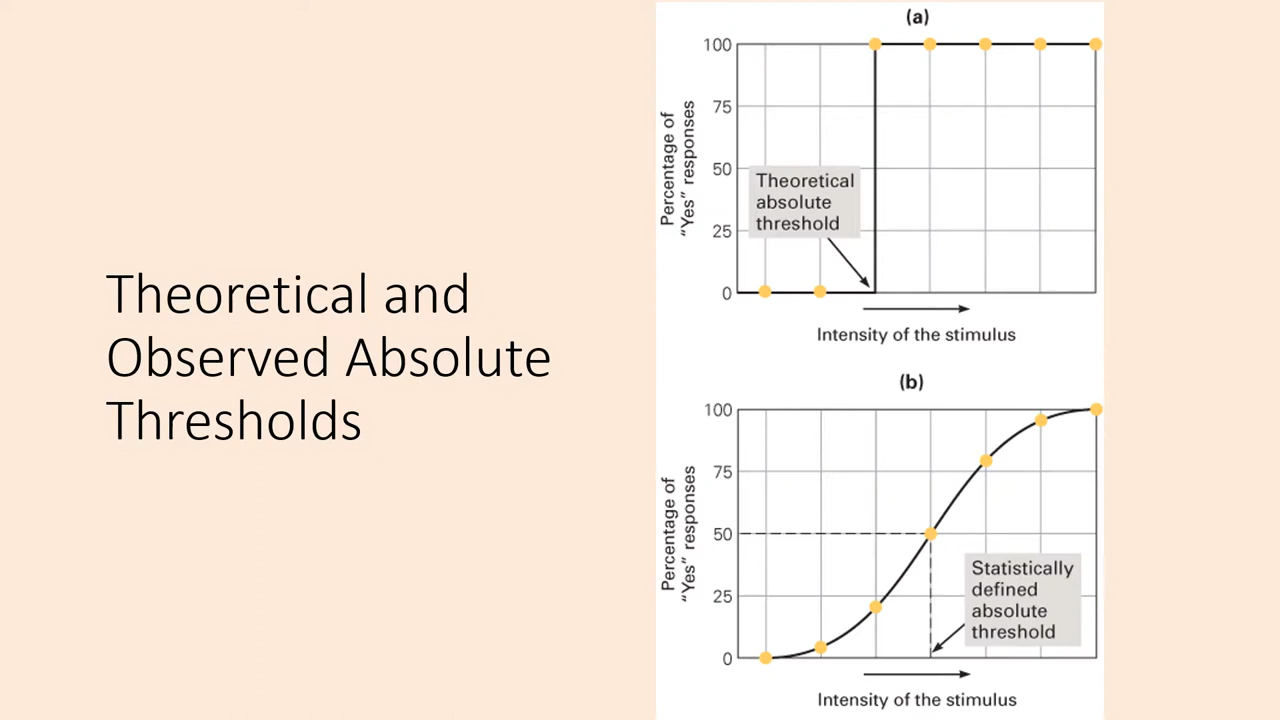 Theoretical and
Observed Absolute
Thresholds
(a)
Percentage of
“Yes” responses
100
75
50
25
0
Theoretical
absolute
threshold
Intensity of the stimulus
(b)
Percentage of
“Yes” responses
100
75
50
25
0
Statistically
defined
absolute
threshold
Intensity of the stimulus